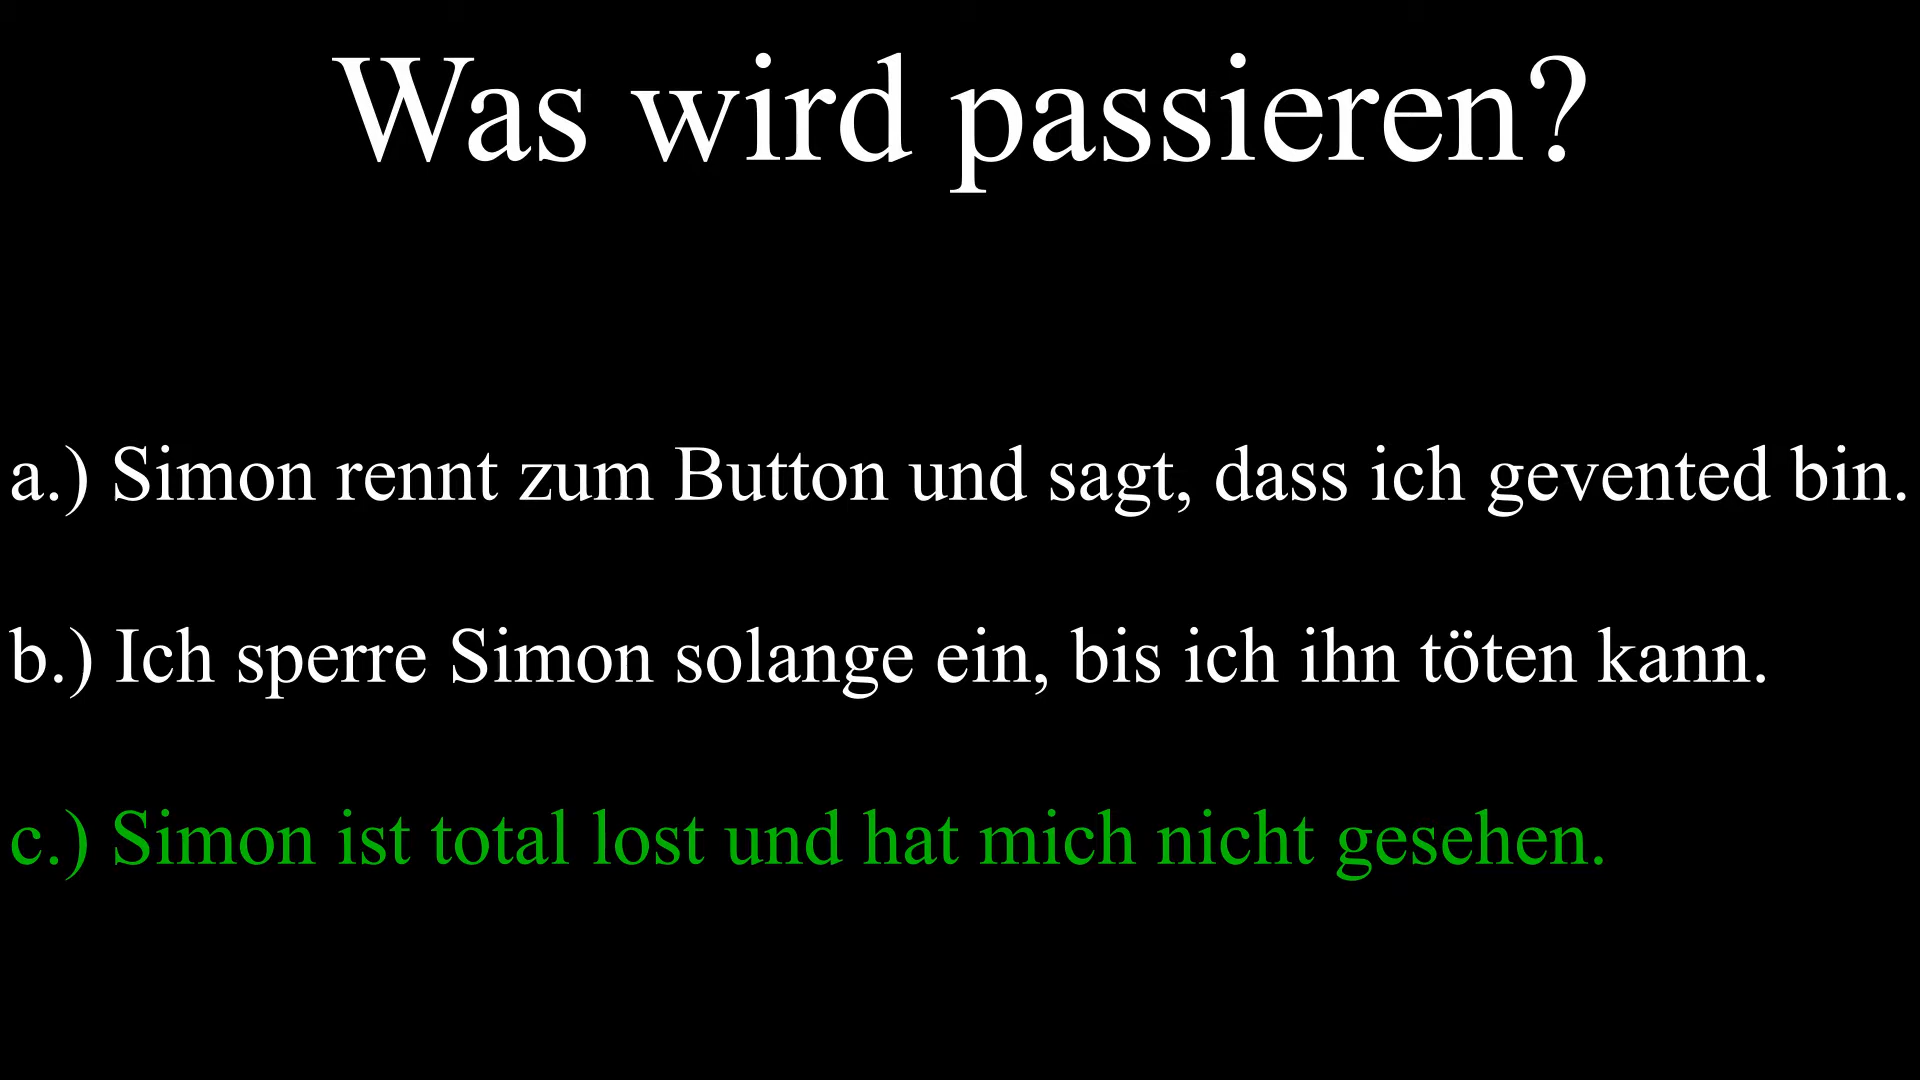 Was wird passieren?
a.) Simon rennt zum Button und sagt, dass ich gevented bin.
b.) Ich sperre Simon solange ein, bis ich ihn töten kann.
c.) Simon ist total lost und hat mich nicht gesehen.